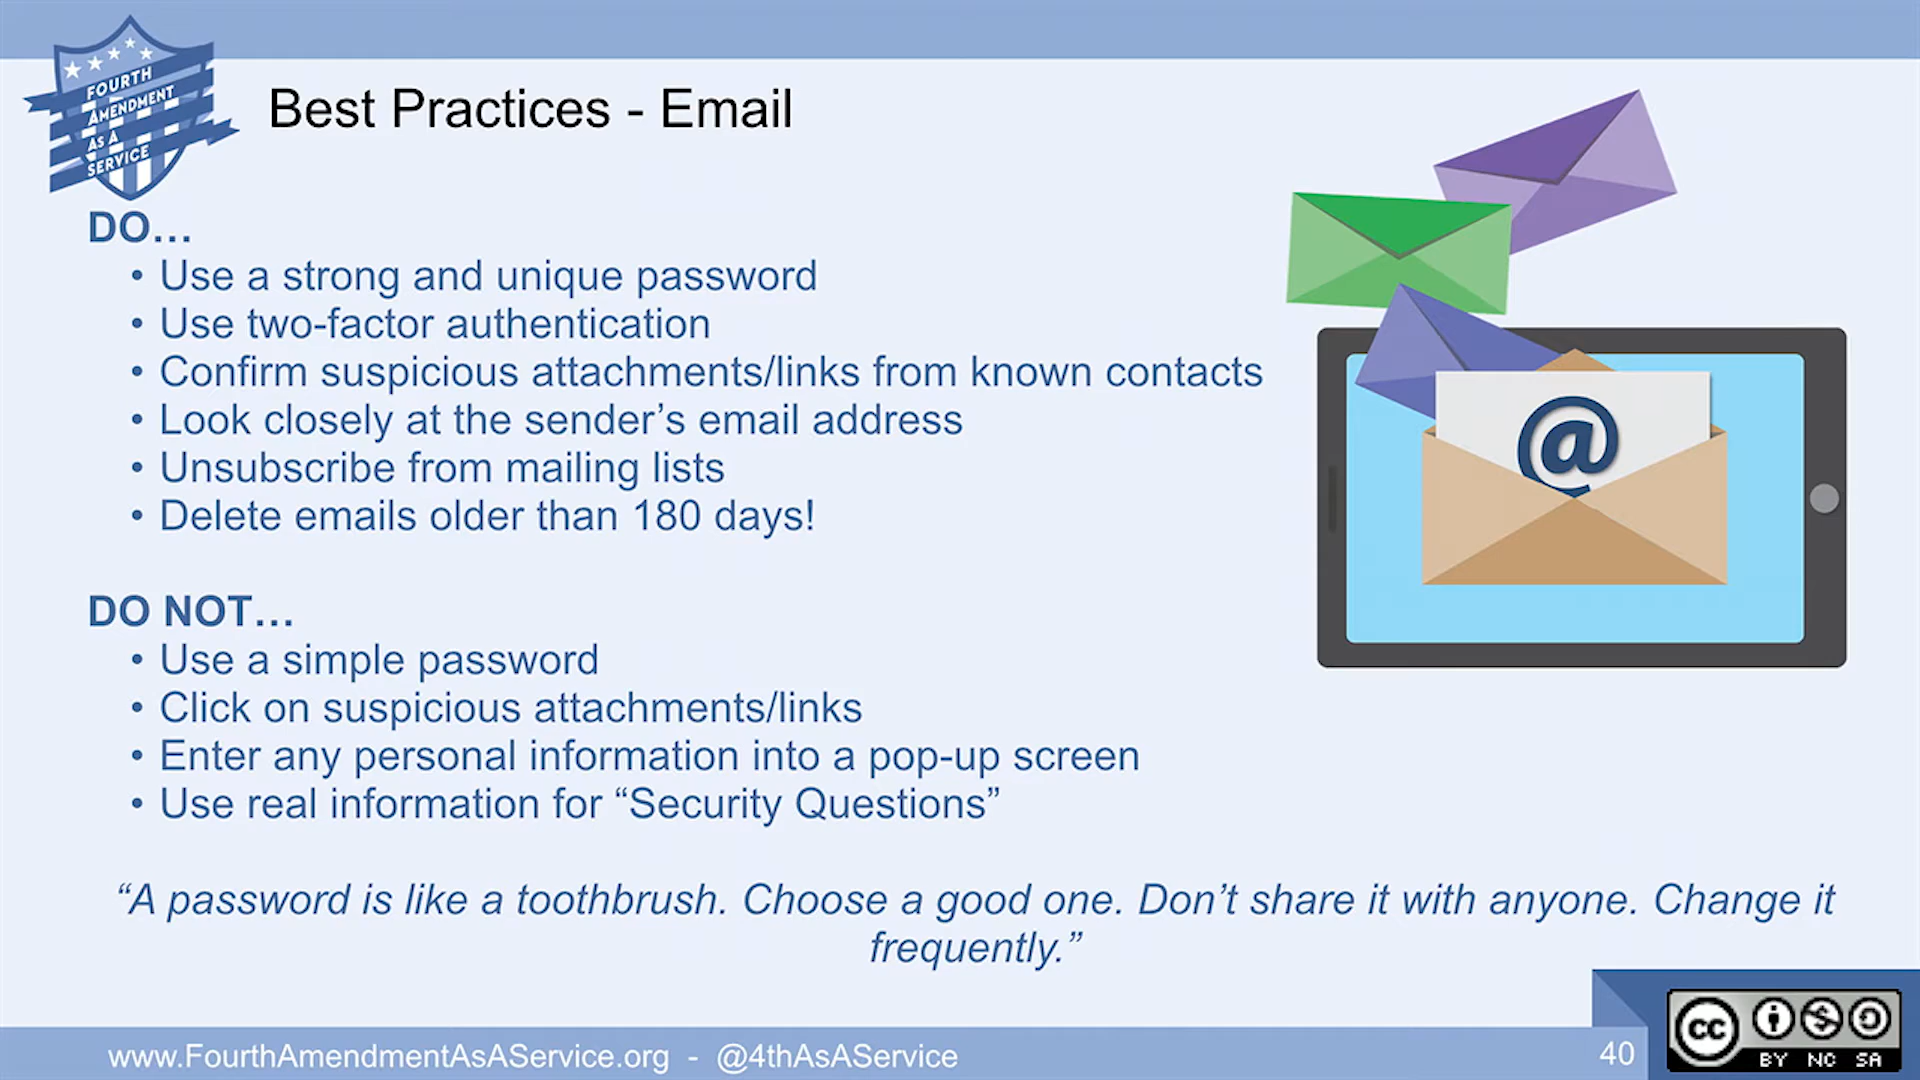 FOURTH
AMENDMENT
AS A
SERVICE
Best Practices - Email
DO…
• Use a strong and unique password
• Use two-factor authentication
• Confirm suspicious attachments/links from known contacts
• Look closely at the sender’s email address
• Unsubscribe from mailing lists
• Delete emails older than 180 days!
@
DO NOT…
• Use a simple password
• Click on suspicious attachments/links
• Enter any personal information into a pop-up screen
• Use real information for “Security Questions”
“A password is like a toothbrush. Choose a good one. Don’t share it with anyone. Change it
frequently.”
www.FourthAmendmentAsAService.org - @4thAsAService
40
cc
BY NC SA